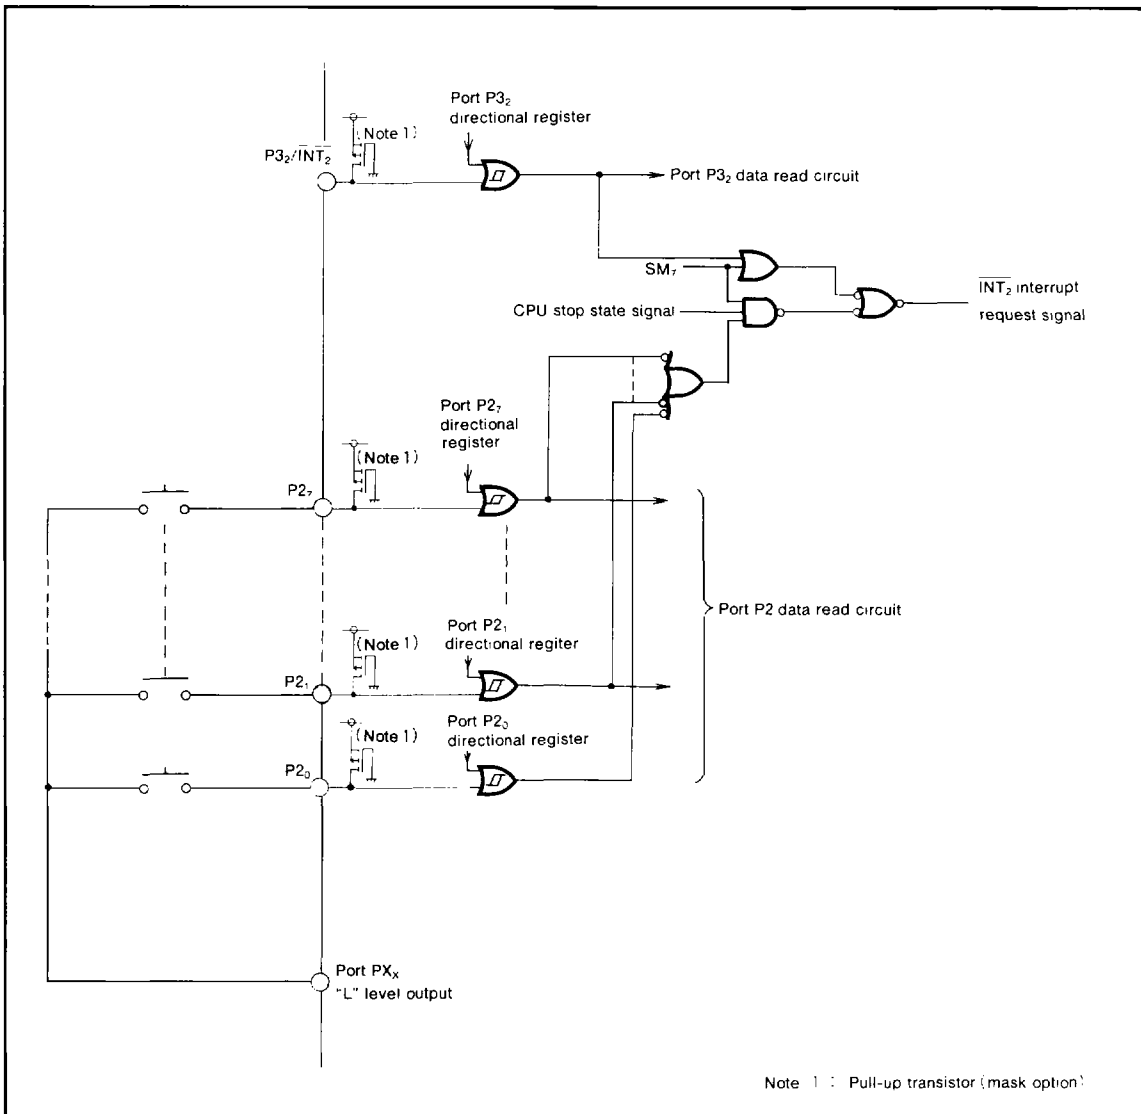 Port P3₂
directional register
(Note 1)
P3₂/I̅N̅T̅₂
Port P3₂ data read circuit
SM₇
CPU stop state signal
I̅N̅T̅₂ interrupt
request signal
Port P2₇
directional
register
(Note 1)
P2₇
Port P2 data read circuit
Port P2₁
directional regiter
(Note 1)
P2₁
Port P2₀
directional register
(Note 1)
P2₀
Port PXₓ
"L" level output
Note 1 : Pull-up transistor (mask option)